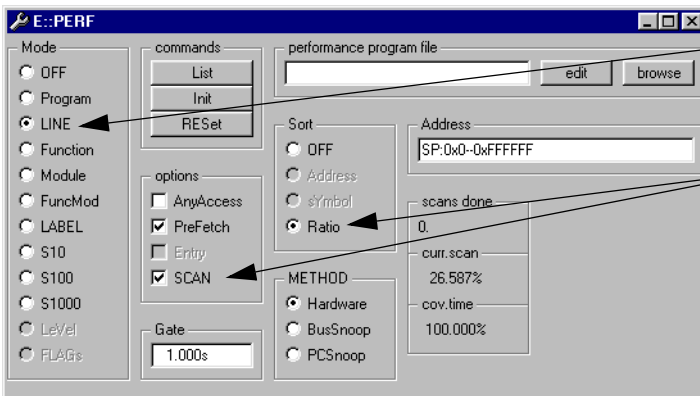 E::PERF
Mode
OFF
Program
LINE
Function
Module
FuncMod
LABEL
S10
S100
S1000
LeVel
FLAGs
commands
List
Init
RESet
options
AnyAccess
PreFetch
Entry
SCAN
Gate
1.000s
performance program file
edit
browse
Sort
OFF
Address
sYmbol
Ratio
METHOD
Hardware
BusSnoop
PCSnoop
Address
SP:0x0--0xFFFFFF
scans done
0.
curr.scan
26.587%
cov.time
100.000%